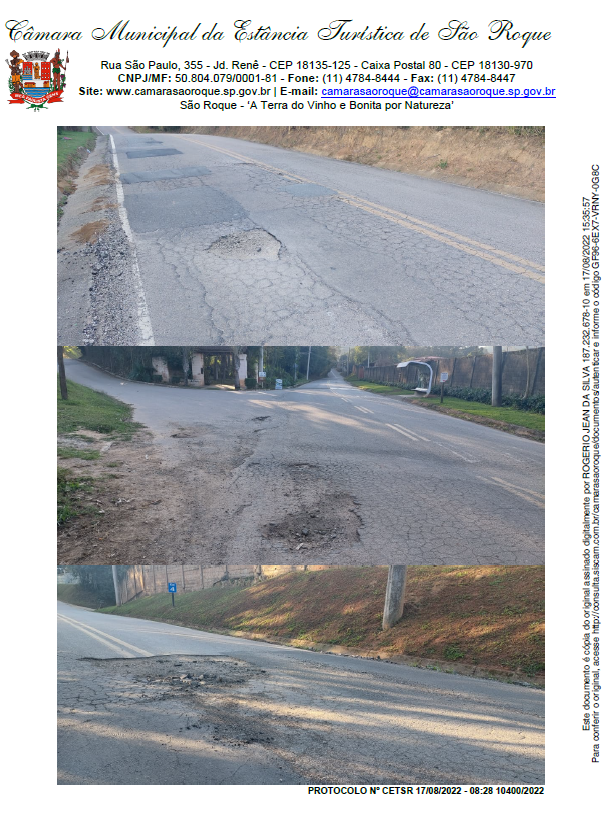 Câmara Municipal da Estância Turística de São Roque
Rua São Paulo, 355 - Jd. Renê - CEP 18135-125 - Caixa Postal 80 - CEP 18130-970
CNPJ/MF: 50.804.079/0001-81 - Fone: (11) 4784-8444 - Fax: (11) 4784-8447
Site: www.camarasaoroque.sp.gov.br | E-mail: camarasaoroque@camarasaoroque.sp.gov.br
São Roque - 'A Terra do Vinho e Bonita por Natureza'
PROTOCOLO Nº CETSR 17/08/2022 - 08:28 10400/2022
Este documento é cópia do original assinado digitalmente por ROGERIO JEAN DA SILVA 187.232.678-10 em 17/08/2022 15:35:57
Para conferir o original, acesse http://consulta.siscam.com.br/camarasaoroque/documentos/autenticar e informe o código GF96-6EX7-VRNY-0G8C